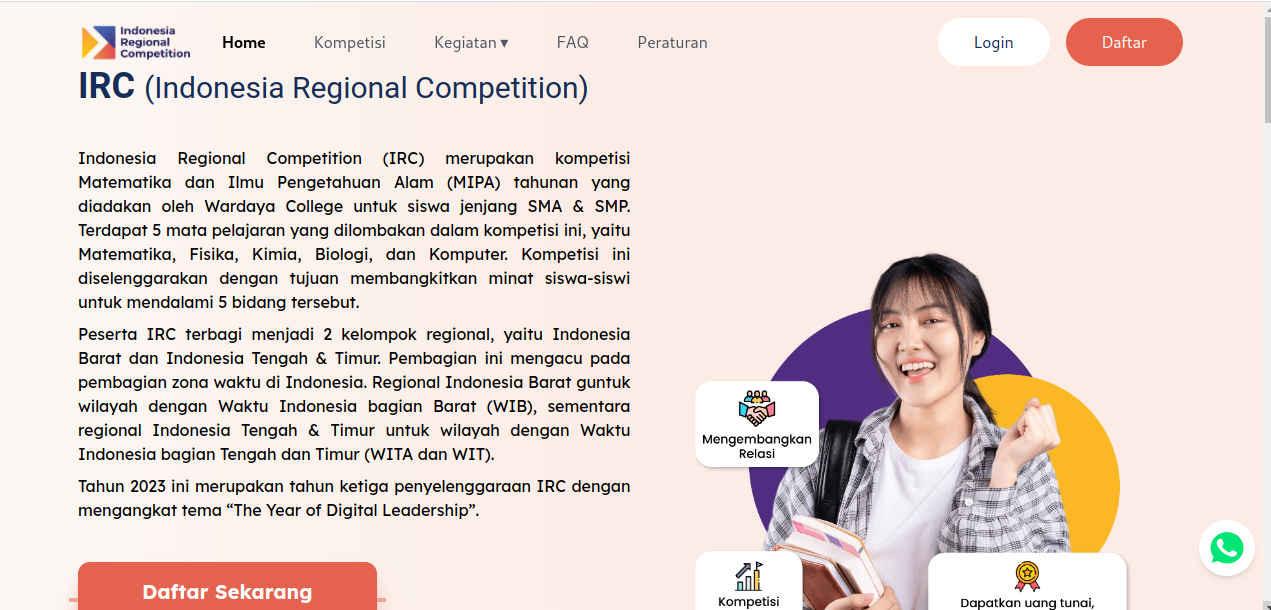 Indonesia
Regional
Competition
Home
Kompetisi
Kegiatan ▾
FAQ
Peraturan
Login
Daftar
IRC (Indonesia Regional Competition)
Indonesia Regional Competition (IRC) merupakan kompetisi
Matematika dan Ilmu Pengetahuan Alam (MIPA) tahunan yang
diadakan oleh Wardaya College untuk siswa jenjang SMA & SMP.
Terdapat 5 mata pelajaran yang dilombakan dalam kompetisi ini, yaitu
Matematika, Fisika, Kimia, Biologi, dan Komputer. Kompetisi ini
diselenggarakan dengan tujuan membangkitkan minat siswa-siswi
untuk mendalami 5 bidang tersebut.
Peserta IRC terbagi menjadi 2 kelompok regional, yaitu Indonesia
Barat dan Indonesia Tengah & Timur. Pembagian ini mengacu pada
pembagian zona waktu di Indonesia. Regional Indonesia Barat guntuk
wilayah dengan Waktu Indonesia bagian Barat (WIB), sementara
regional Indonesia Tengah & Timur untuk wilayah dengan Waktu
Indonesia bagian Tengah dan Timur (WITA dan WIT).
Tahun 2023 ini merupakan tahun ketiga penyelenggaraan IRC dengan
mengangkat tema “The Year of Digital Leadership”.
Daftar Sekarang
Mengembangkan
Relasi
Kompetisi
Dapatkan uang tunai,